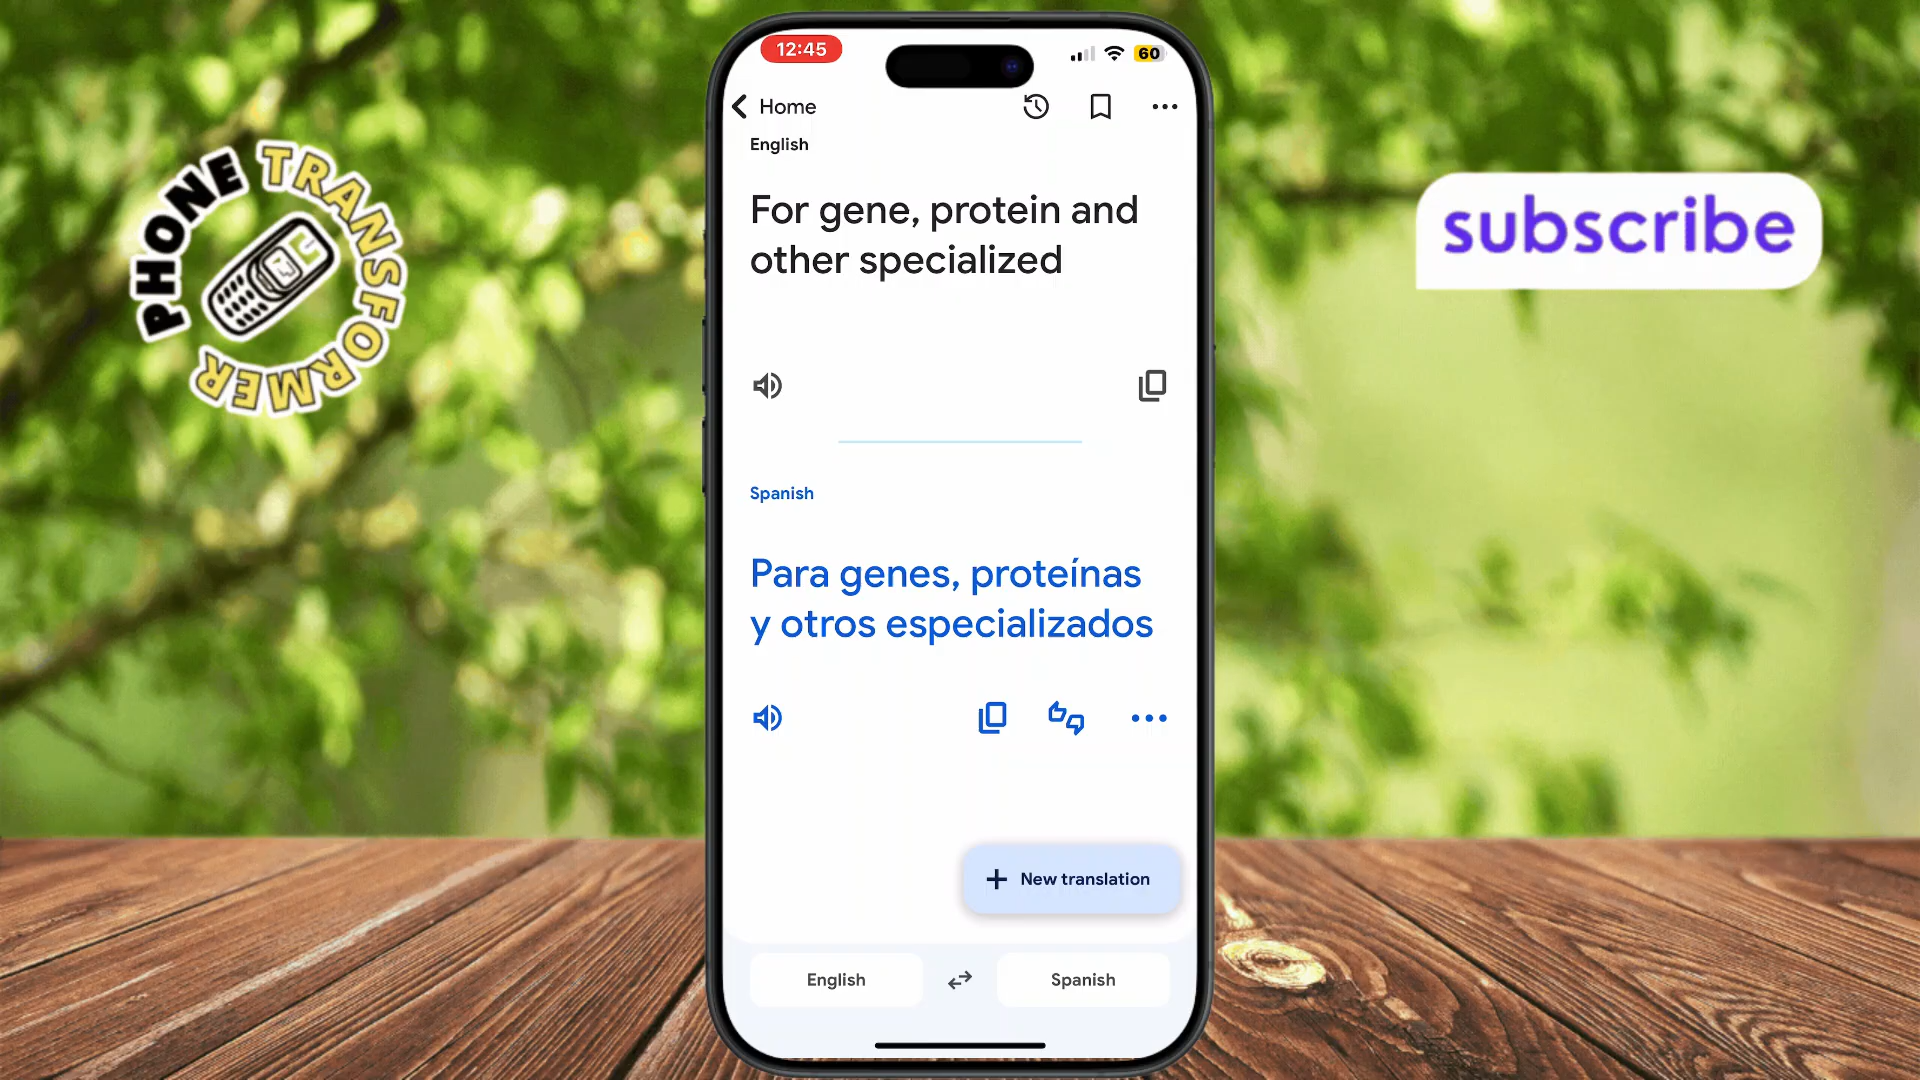 PHONE TRANSFORMER
subscribe
12:45
60
Home
English
For gene, protein and
other specialized
Spanish
Para genes, proteínas
y otros especializados
New translation
English
Spanish